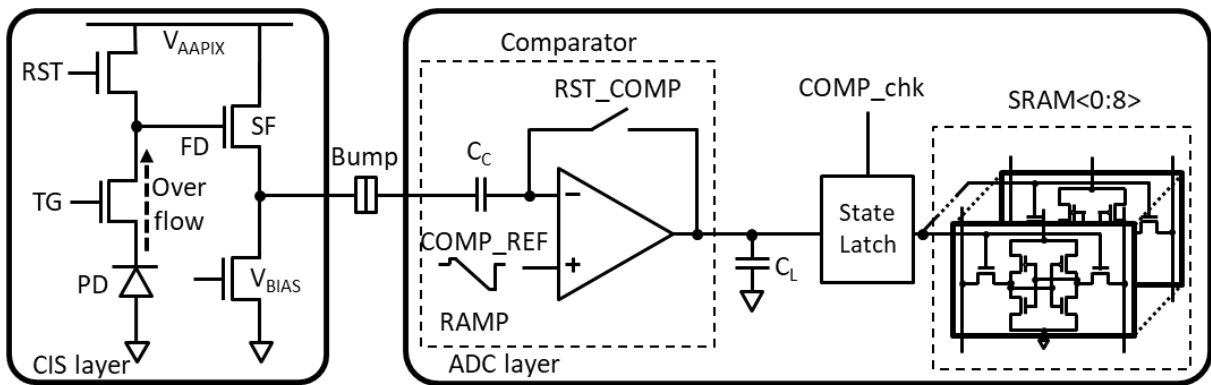 V_AAPIX
RST
SF
FD
TG
Over
flow
PD
V_BIAS
CIS layer
Bump
Comparator
RST_COMP
C_C
−
COMP_REF
+
RAMP
C_L
ADC layer
COMP_chk
State
Latch
SRAM<0:8>